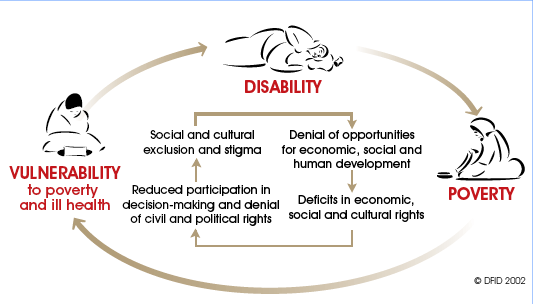 DISABILITY
Social and cultural
exclusion and stigma
Denial of opportunities
for economic, social and
human development
VULNERABILITY
to poverty
and ill health
Reduced participation in
decision-making and denial
of civil and political rights
Deficits in economic,
social and cultural rights
POVERTY
© DFID 2002